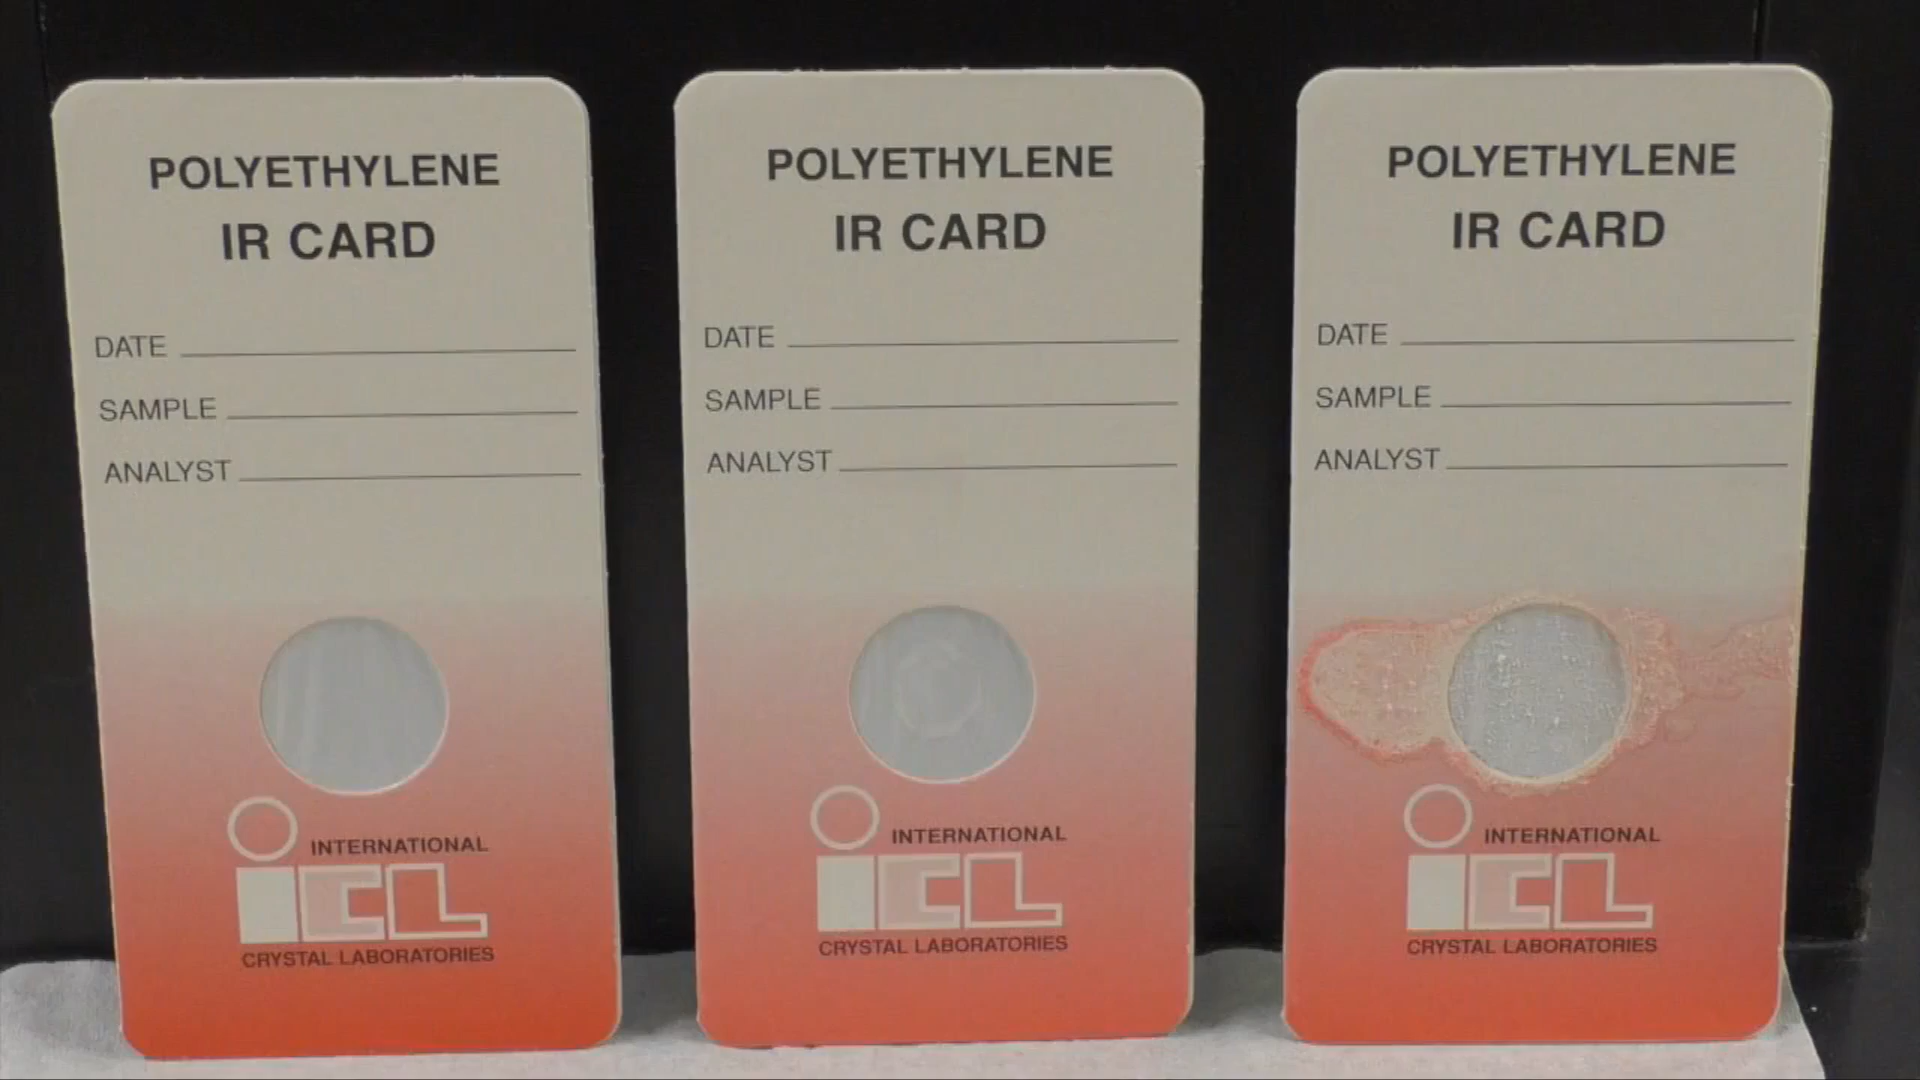 POLYETHYLENE
IR CARD
DATE
SAMPLE
ANALYST
INTERNATIONAL
iCL
CRYSTAL LABORATORIES
POLYETHYLENE
IR CARD
DATE
SAMPLE
ANALYST
INTERNATIONAL
iCL
CRYSTAL LABORATORIES
POLYETHYLENE
IR CARD
DATE
SAMPLE
ANALYST
INTERNATIONAL
iCL
CRYSTAL LABORATORIES